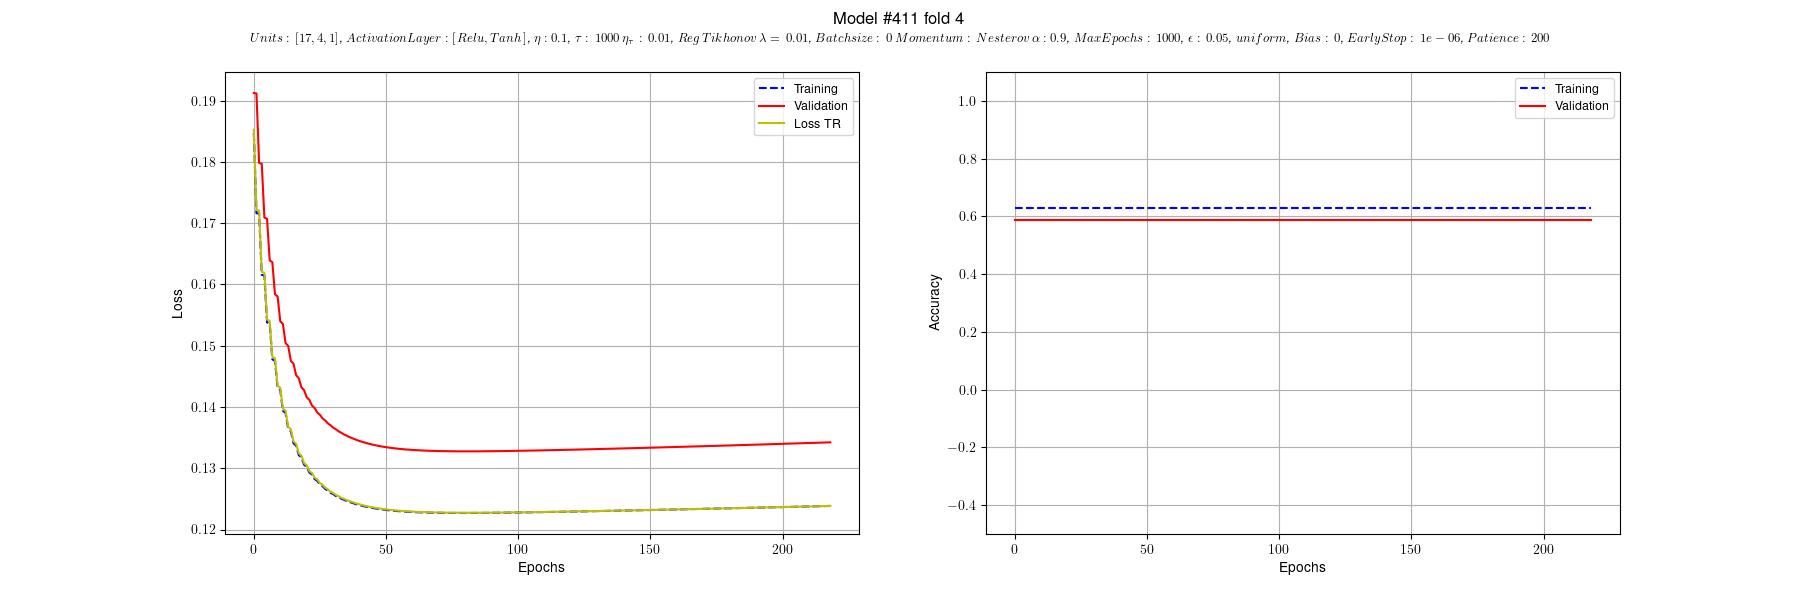 Model #411 fold 4
Units : [17, 4, 1], ActivationLayer : [Relu, Tanh], η : 0.1, τ : 1000 ητ : 0.01, Reg Tikhonov λ = 0.01, Batchsize : 0 Momentum : Nesterov α : 0.9, MaxEpochs : 1000, ϵ : 0.05, uniform, Bias : 0, EarlyStop : 1e − 06, Patience : 200
Training
Validation
Loss TR
0.19
0.18
0.17
0.16
0.15
0.14
0.13
0.12
Loss
0 50 100 150 200
Epochs
Training
Validation
1.0
0.8
0.6
0.4
0.2
0.0
−0.2
−0.4
Accuracy
0 50 100 150 200
Epochs